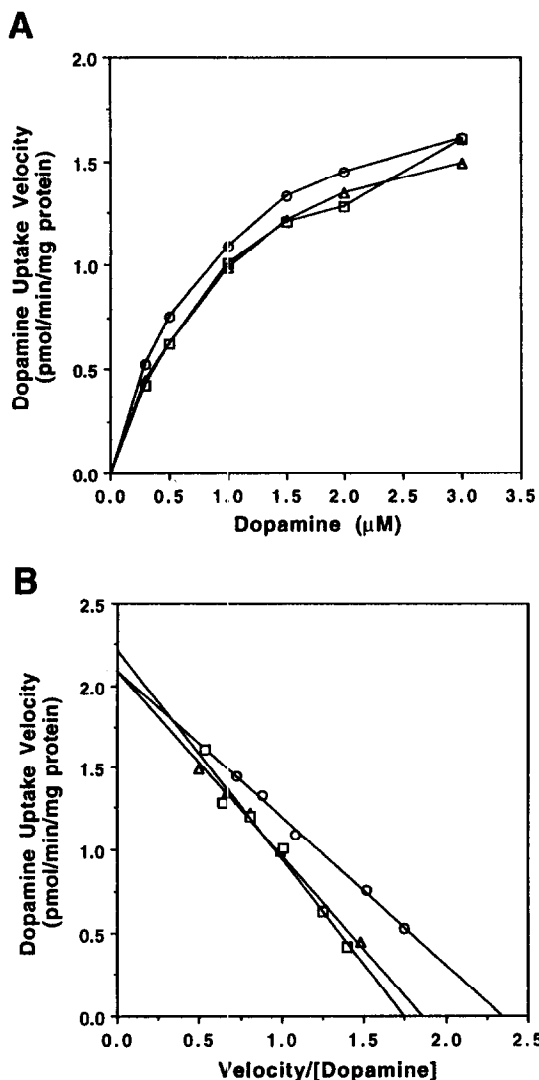 A
Dopamine Uptake Velocity
(pmol/min/mg protein)
2.0
1.5
1.0
0.5
0.0
0.0 0.5 1.0 1.5 2.0 2.5 3.0 3.5
Dopamine (μM)
B
Dopamine Uptake Velocity
(pmol/min/mg protein)
2.5
2.0
1.5
1.0
0.5
0.0
0.0 0.5 1.0 1.5 2.0 2.5
Velocity/[Dopamine]